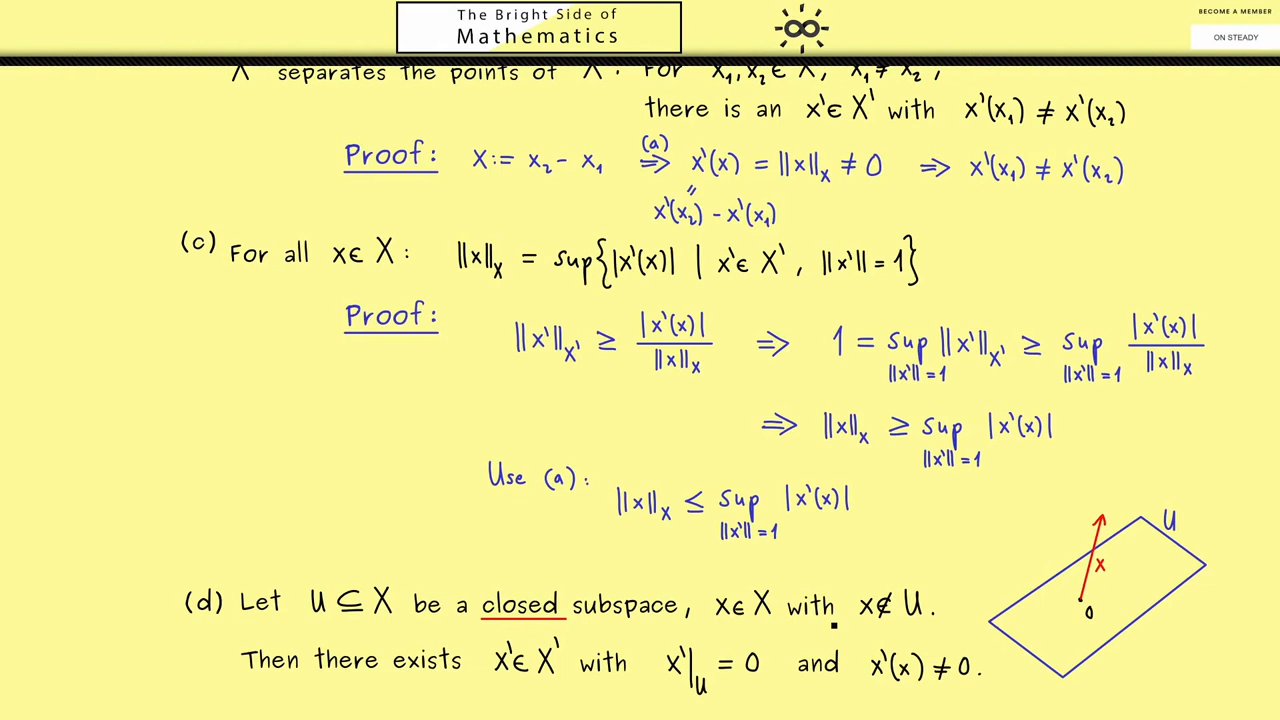 The Bright Side of
Mathematics
BECOME A MEMBER
ON STEADY
X' separates the points of X : For x₁, x₂ ∈ X, x₁ ≠ x₂ ,
there is an x' ∈ X' with x'(x₁) ≠ x'(x₂)
Proof: X := x₂ - x₁ (a) ⟹ x'(x) = ||x||_X ≠ 0 ⟹ x'(x₁) ≠ x'(x₂)
"
x'(x₂) - x'(x₁)
(c) For all x ∈ X : ||x||_X = sup{|x'(x)| | x' ∈ X' , ||x'|| = 1}
Proof: ||x'||_X' ≥ |x'(x)| / ||x||_X ⟹ 1 = sup_{||x'||=1} ||x'||_X' ≥ sup_{||x'||=1} |x'(x)| / ||x||_X
⟹ ||x||_X ≥ sup_{||x'||=1} |x'(x)|
Use (a): ||x||_X ≤ sup_{||x'||=1} |x'(x)|
U
x
0
(d) Let U ⊆ X be a closed subspace, x ∈ X with x ∉ U.
Then there exists x' ∈ X' with x'|_U = 0 and x'(x) ≠ 0.